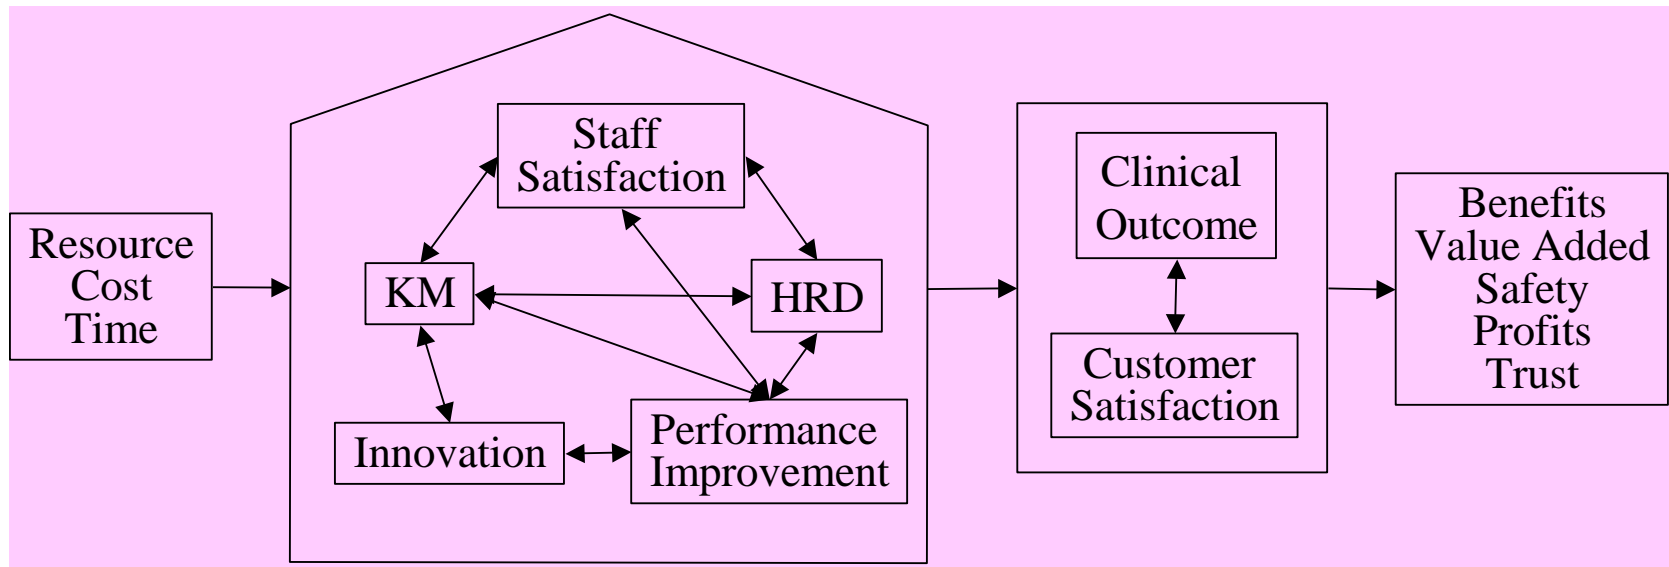 Resource
Cost
Time
Staff
Satisfaction
KM
HRD
Innovation
Performance
Improvement
Clinical
Outcome
Customer
Satisfaction
Benefits
Value Added
Safety
Profits
Trust